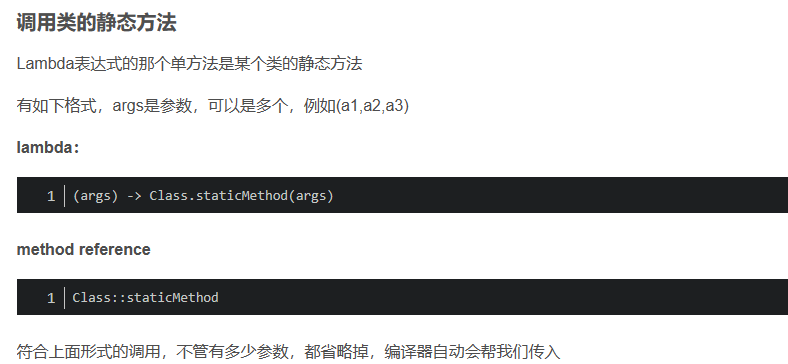 调用类的静态方法
Lambda表达式的那个单方法是某个类的静态方法
有如下格式，args是参数，可以是多个，例如(a1,a2,a3)
lambda：
1 (args) -> Class.staticMethod(args)
method reference
1 Class::staticMethod
符合上面形式的调用，不管有多少参数，都省略掉，编译器自动会帮我们传入